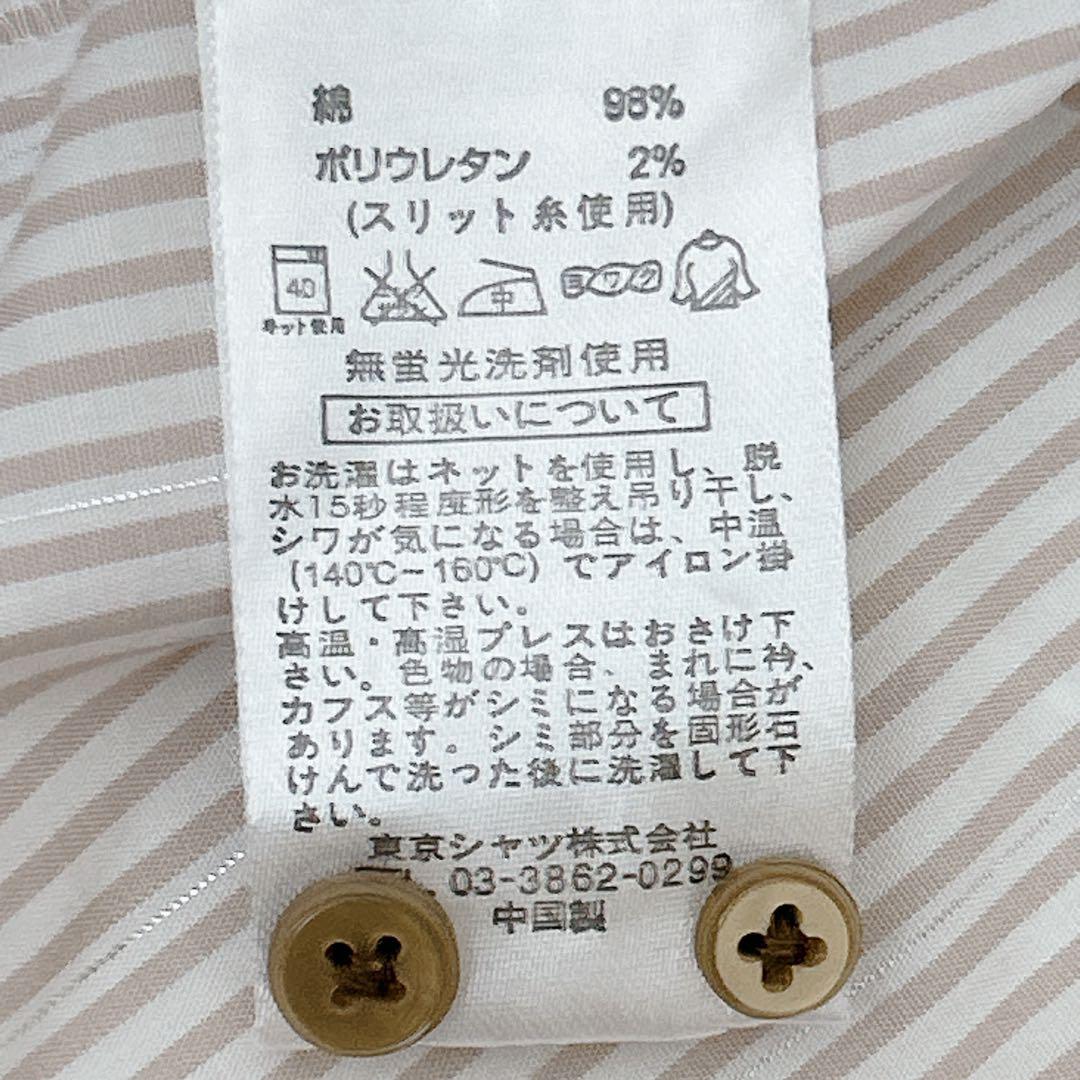 綿 98%
ポリウレタン 2%
(スリット糸使用)
40 中 ヨワク
ネット使用
無蛍光洗剤使用
お取扱いについて
お洗濯はネットを使用し、脱
水15秒程度形を整え吊り干し、
シワが気になる場合は、中温
(140℃−160℃)でアイロン掛
けして下さい。
高温・高湿プレスはおさけ下
さい。色物の場合、まれに衿、
カフス等がシミになる場合が
あります。シミ部分を固形石
けんで洗った後に洗濯して下
さい。
東京シャツ株式会社
03-3862-0299
中国製